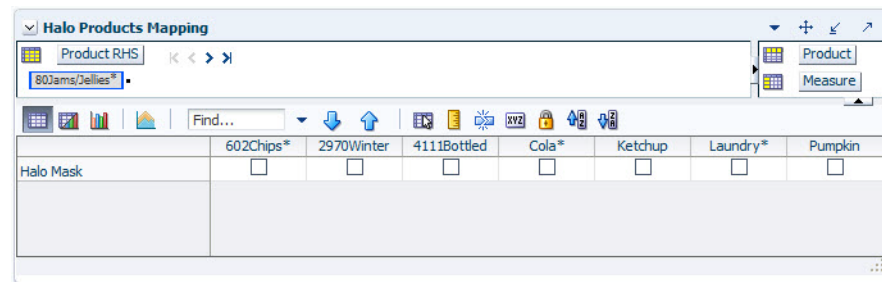 Halo Products Mapping
Product RHS
Product
80Jams/Jellies*
Measure
Find...
XYZ
602Chips* 2970Winter 4111Bottled Cola* Ketchup Laundry* Pumpkin
Halo Mask